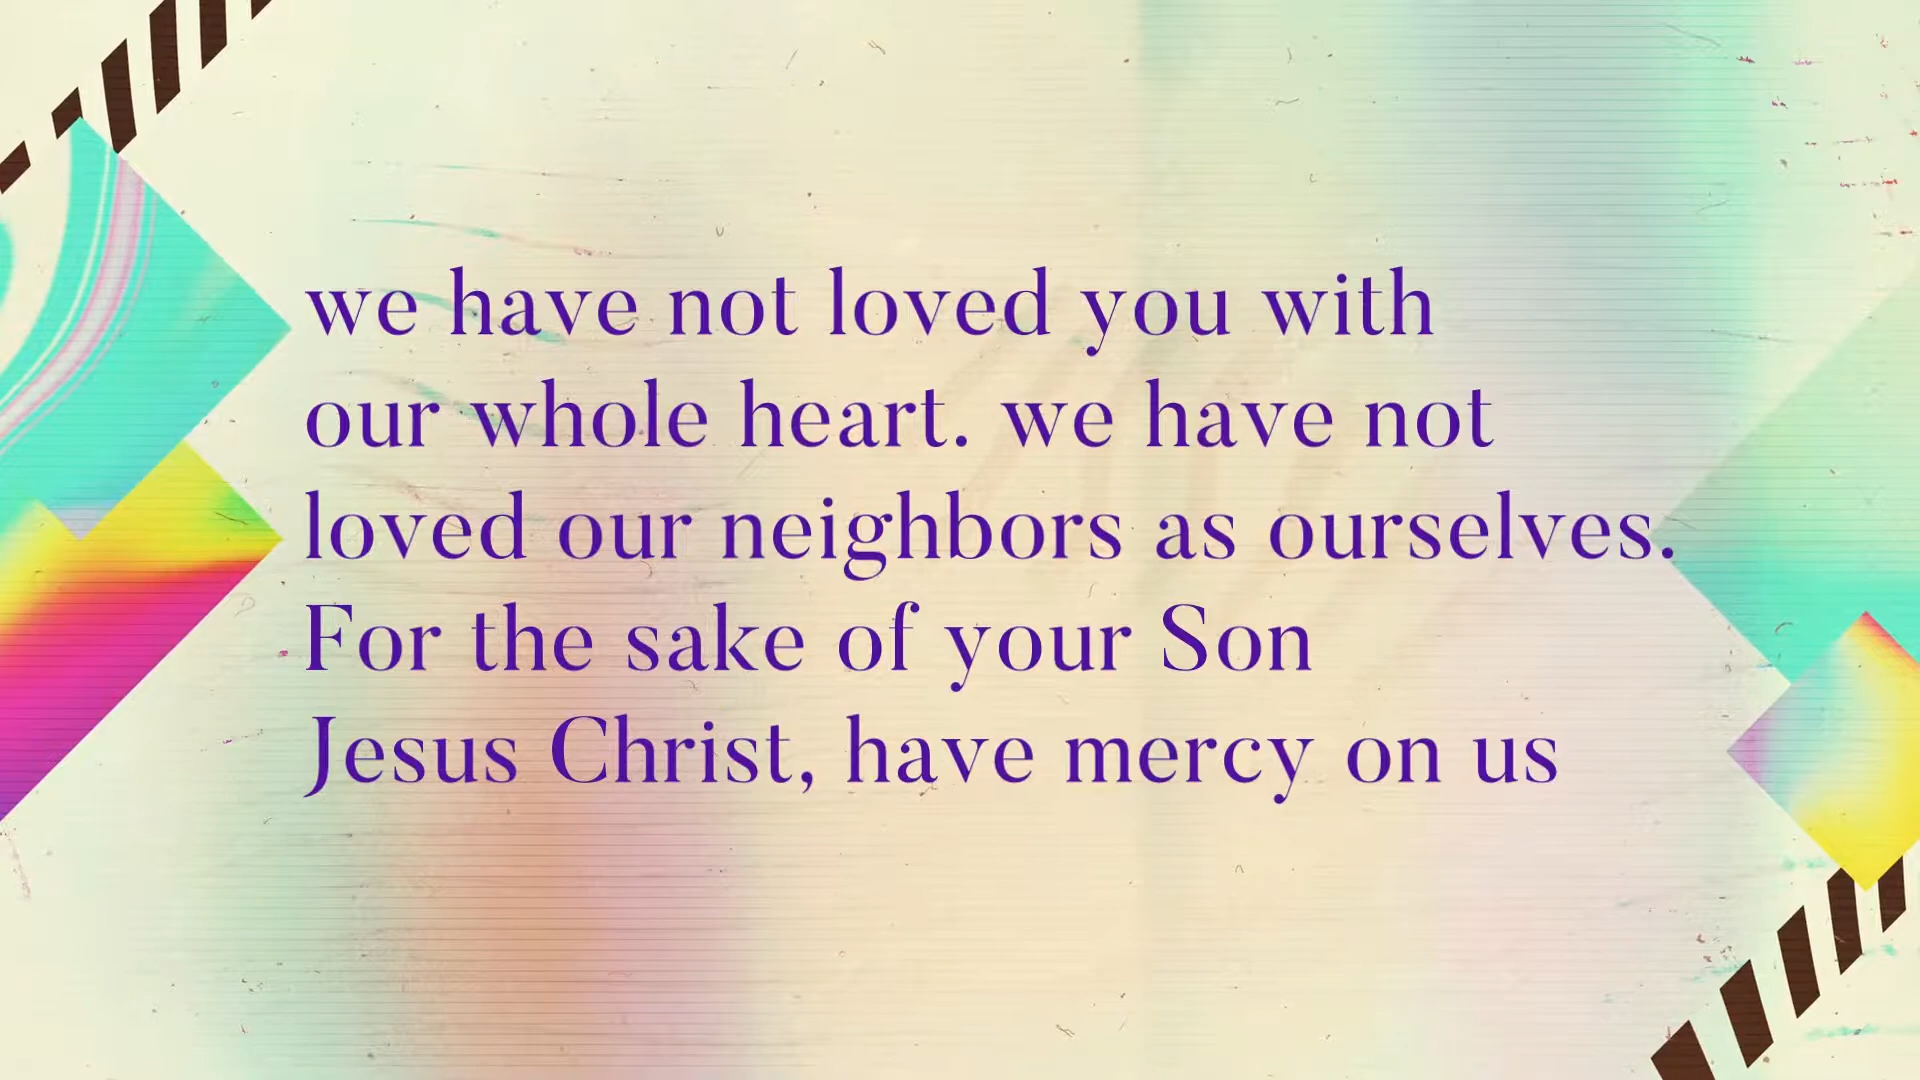 we have not loved you with
our whole heart. we have not
loved our neighbors as ourselves.
For the sake of your Son
Jesus Christ, have mercy on us